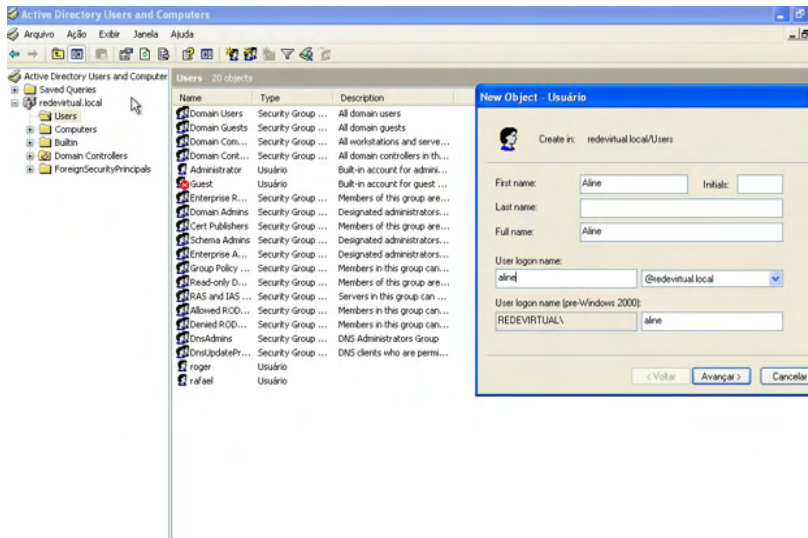 Active Directory Users and Computers
Arquivo Ação Exibir Janela Ajuda
Active Directory Users and Computer
Saved Queries
redevirtual.local
Users
Computers
Builtin
Domain Controllers
ForeignSecurityPrincipals
Users 20 objects
Name Type Description
Domain Users Security Group ... All domain users
Domain Guests Security Group ... All domain guests
Domain Com... Security Group ... All workstations and serve...
Domain Cont... Security Group ... All domain controllers in th...
Administrator Usuário Built-in account for admini...
Guest Usuário Built-in account for guest ...
Enterprise R... Security Group ... Members of this group are...
Domain Admins Security Group ... Designated administrators...
Cert Publishers Security Group ... Members of this group are...
Schema Admins Security Group ... Designated administrators...
Enterprise A... Security Group ... Designated administrators...
Group Policy ... Security Group ... Members in this group can...
Read-only D... Security Group ... Members of this group are...
RAS and IAS ... Security Group ... Servers in this group can ...
Allowed ROD... Security Group ... Members in this group can...
Denied ROD... Security Group ... Members in this group can...
DnsAdmins Security Group ... DNS Administrators Group
DnsUpdatePr... Security Group ... DNS clients who are permi...
roger Usuário
rafael Usuário
New Object - Usuário
Create in: redevirtual.local/Users
First name: Aline Initials:
Last name:
Full name: Aline
User logon name:
aline @redevirtual.local
User logon name (pre-Windows 2000):
REDEVIRTUAL\ aline
< Voltar Avançar > Cancelar